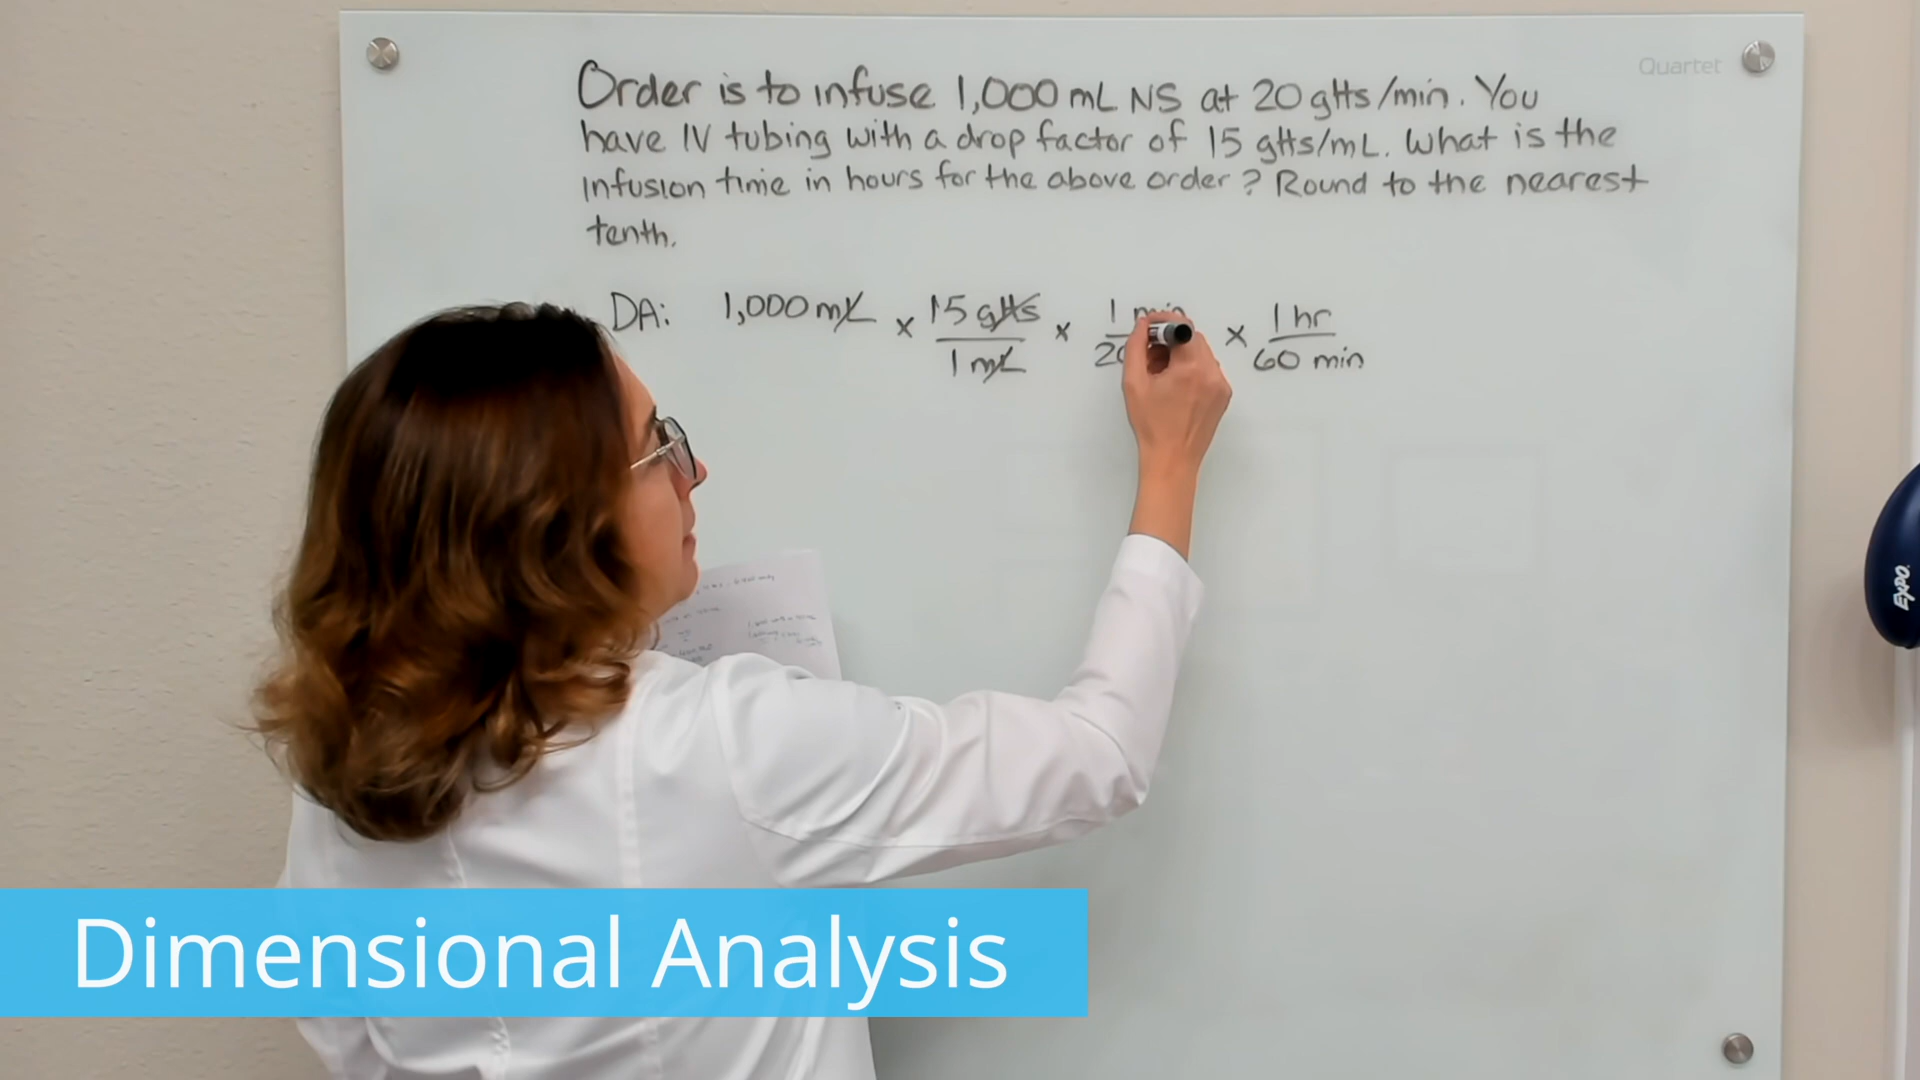 Quartet
Order is to infuse 1,000 mL NS at 20 gtts/min. You
have IV tubing with a drop factor of 15 gtts/mL. What is the
infusion time in hours for the above order? Round to the nearest
tenth.
DA: 1,000 mL x 15 gtts x 1 min x 1 hr
1 mL 20 60 min
EXPO
Dimensional Analysis